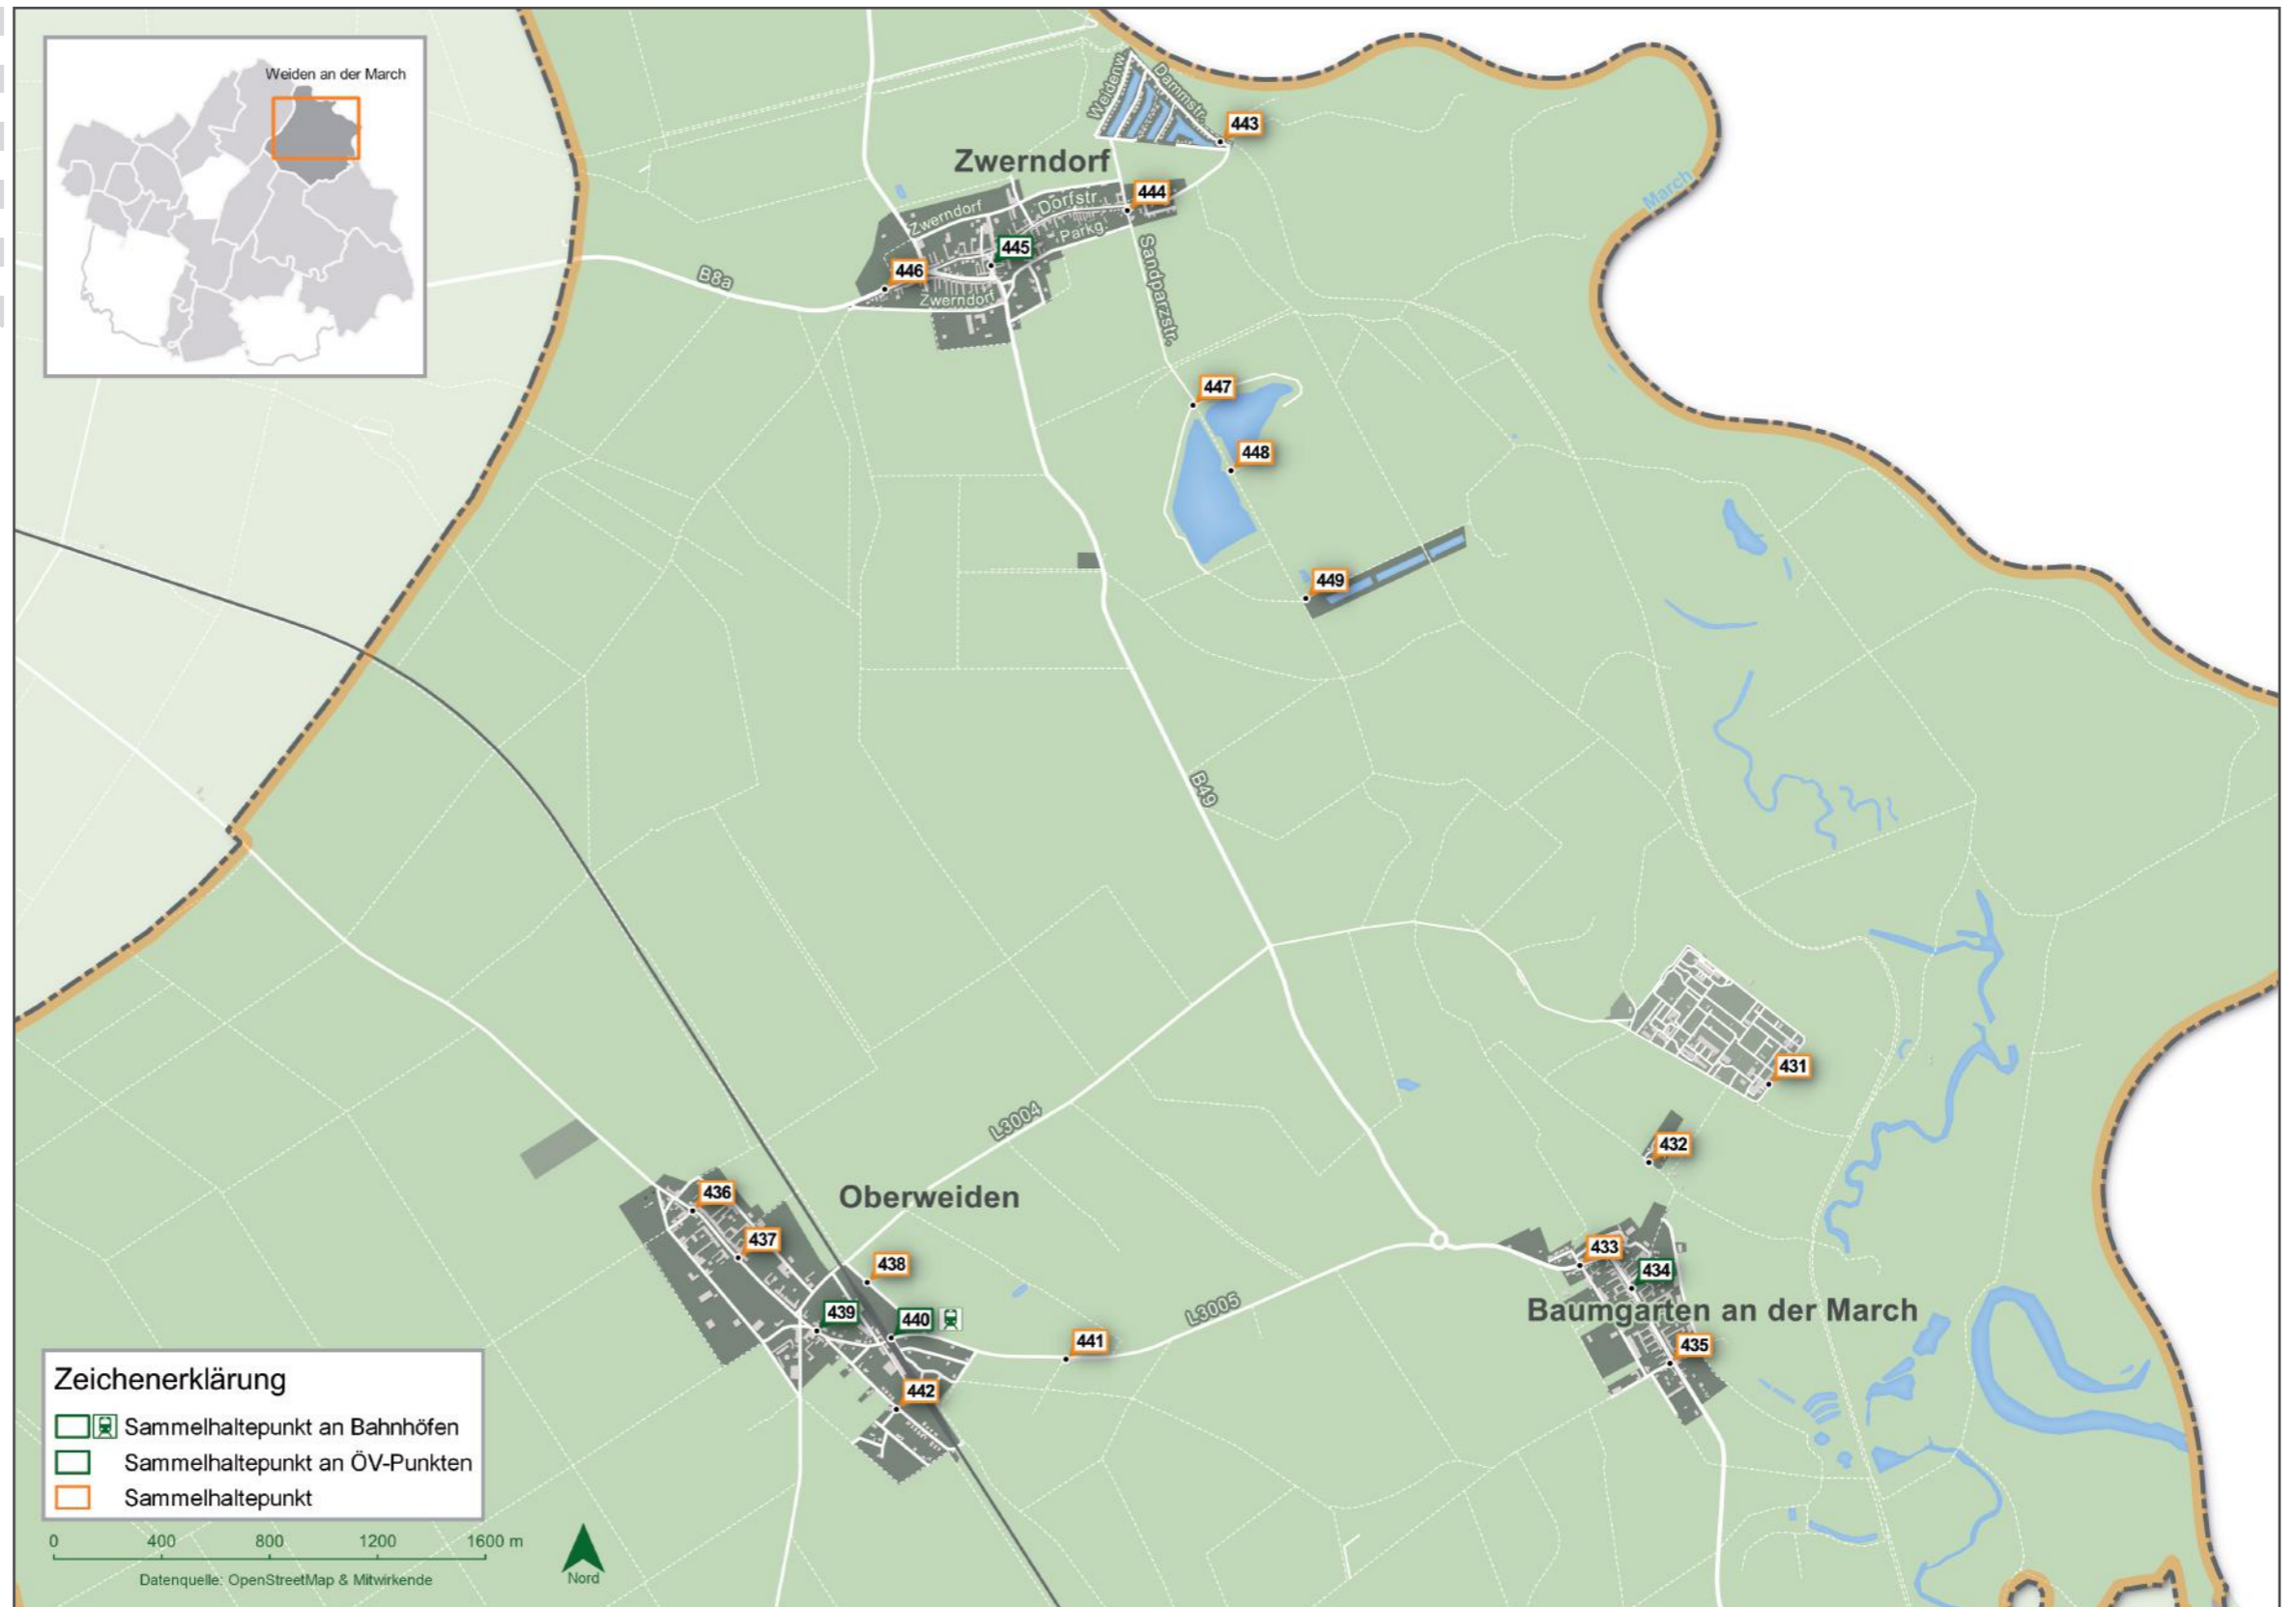 Weiden an der March
Weidenw.
Dammstr.
443
Zwerndorf
444
March
Zwerndorf
Dorfstr.
Parkg.
445
446
B8a
Zwerndorf
Sandparzstr.
447
448
449
B49
431
L3004
432
436
Oberweiden
437
433
438
434
L3005
Baumgarten an der March
439
440
441
435
442
Zeichenerklärung
Sammelhaltepunkt an Bahnhöfen
Sammelhaltepunkt an ÖV-Punkten
Sammelhaltepunkt
0 400 800 1200 1600 m
Datenquelle: OpenStreetMap & Mitwirkende
Nord